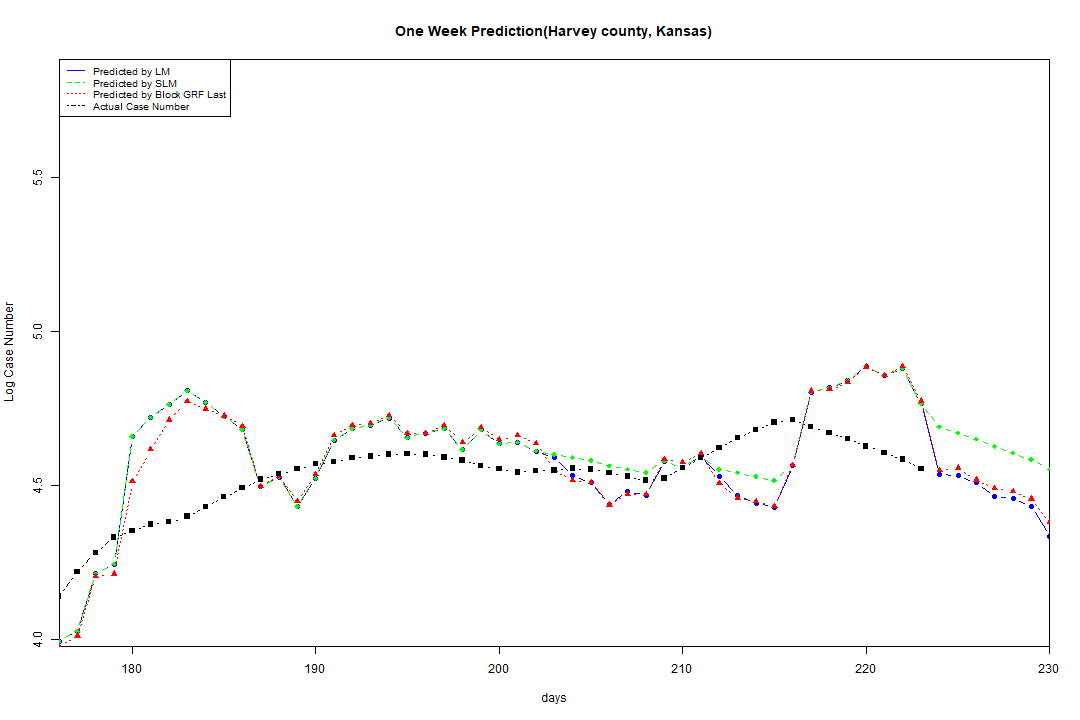 One Week Prediction(Harvey county, Kansas)
Predicted by LM
Predicted by SLM
Predicted by Block GRF Last
Actual Case Number
5.5
5.0
4.5
4.0
Log Case Number
180 190 200 210 220 230
days